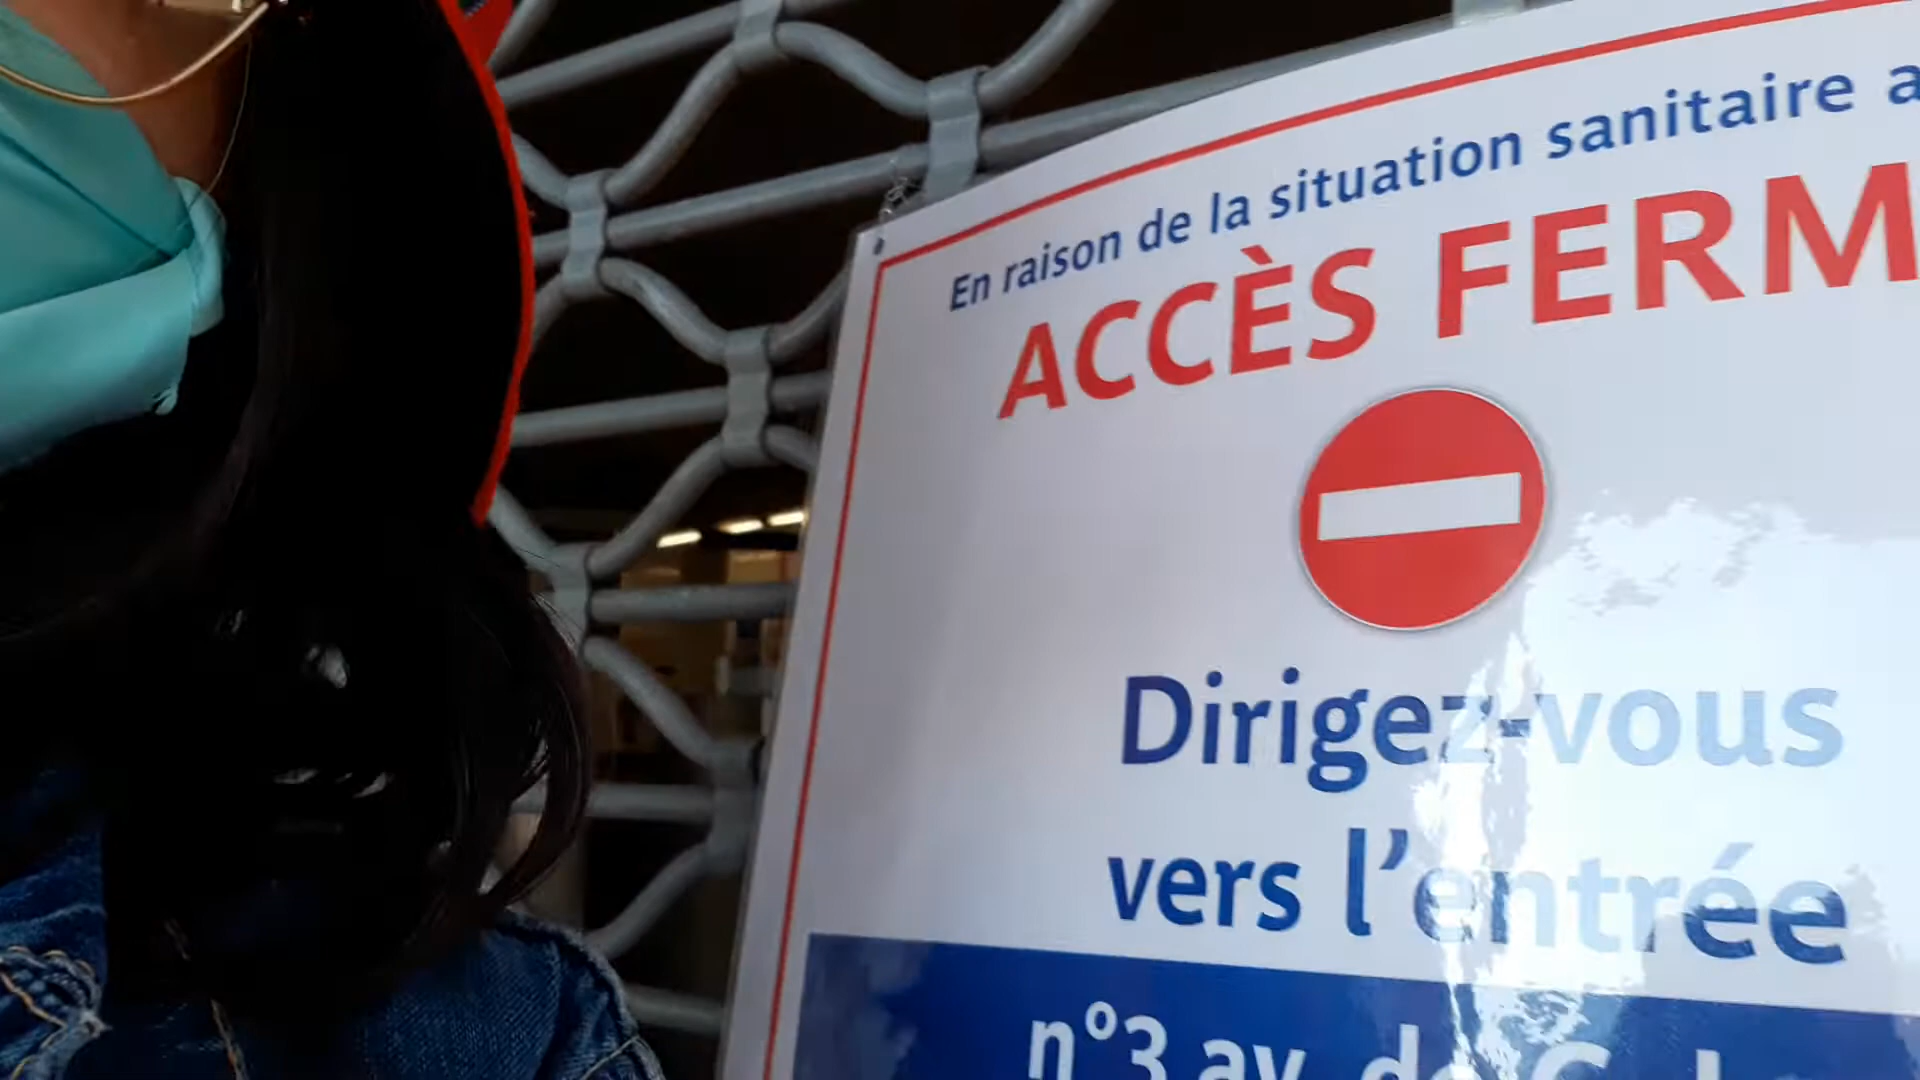 En raison de la situation sanitaire
ACCÈS FERM
Dirigez-vous
vers l'entrée
n°3 av. de